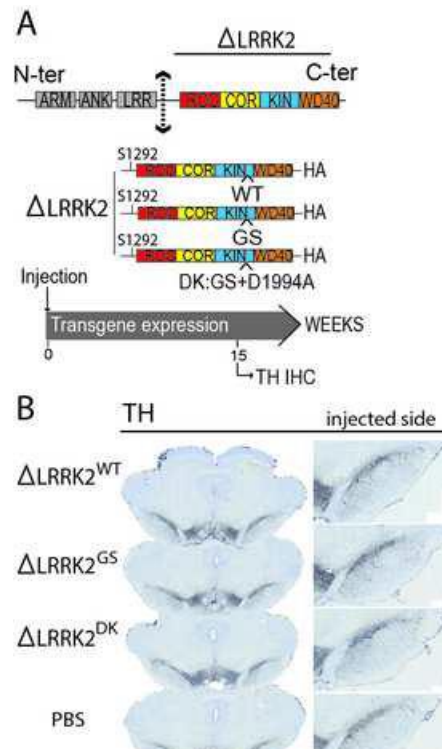 A
ΔLRRK2
N-ter C-ter
ARM ANK LRR ROC COR KIN WD40
S1292
ROC COR KIN WD40 HA
WT
S1292
ΔLRRK2 ROC COR KIN WD40 HA
GS
S1292
ROC COR KIN WD40 HA
DK:GS+D1994A
Injection
Transgene expression WEEKS
0 15
TH IHC
B TH injected side
ΔLRRK2WT
ΔLRRK2GS
ΔLRRK2DK
PBS